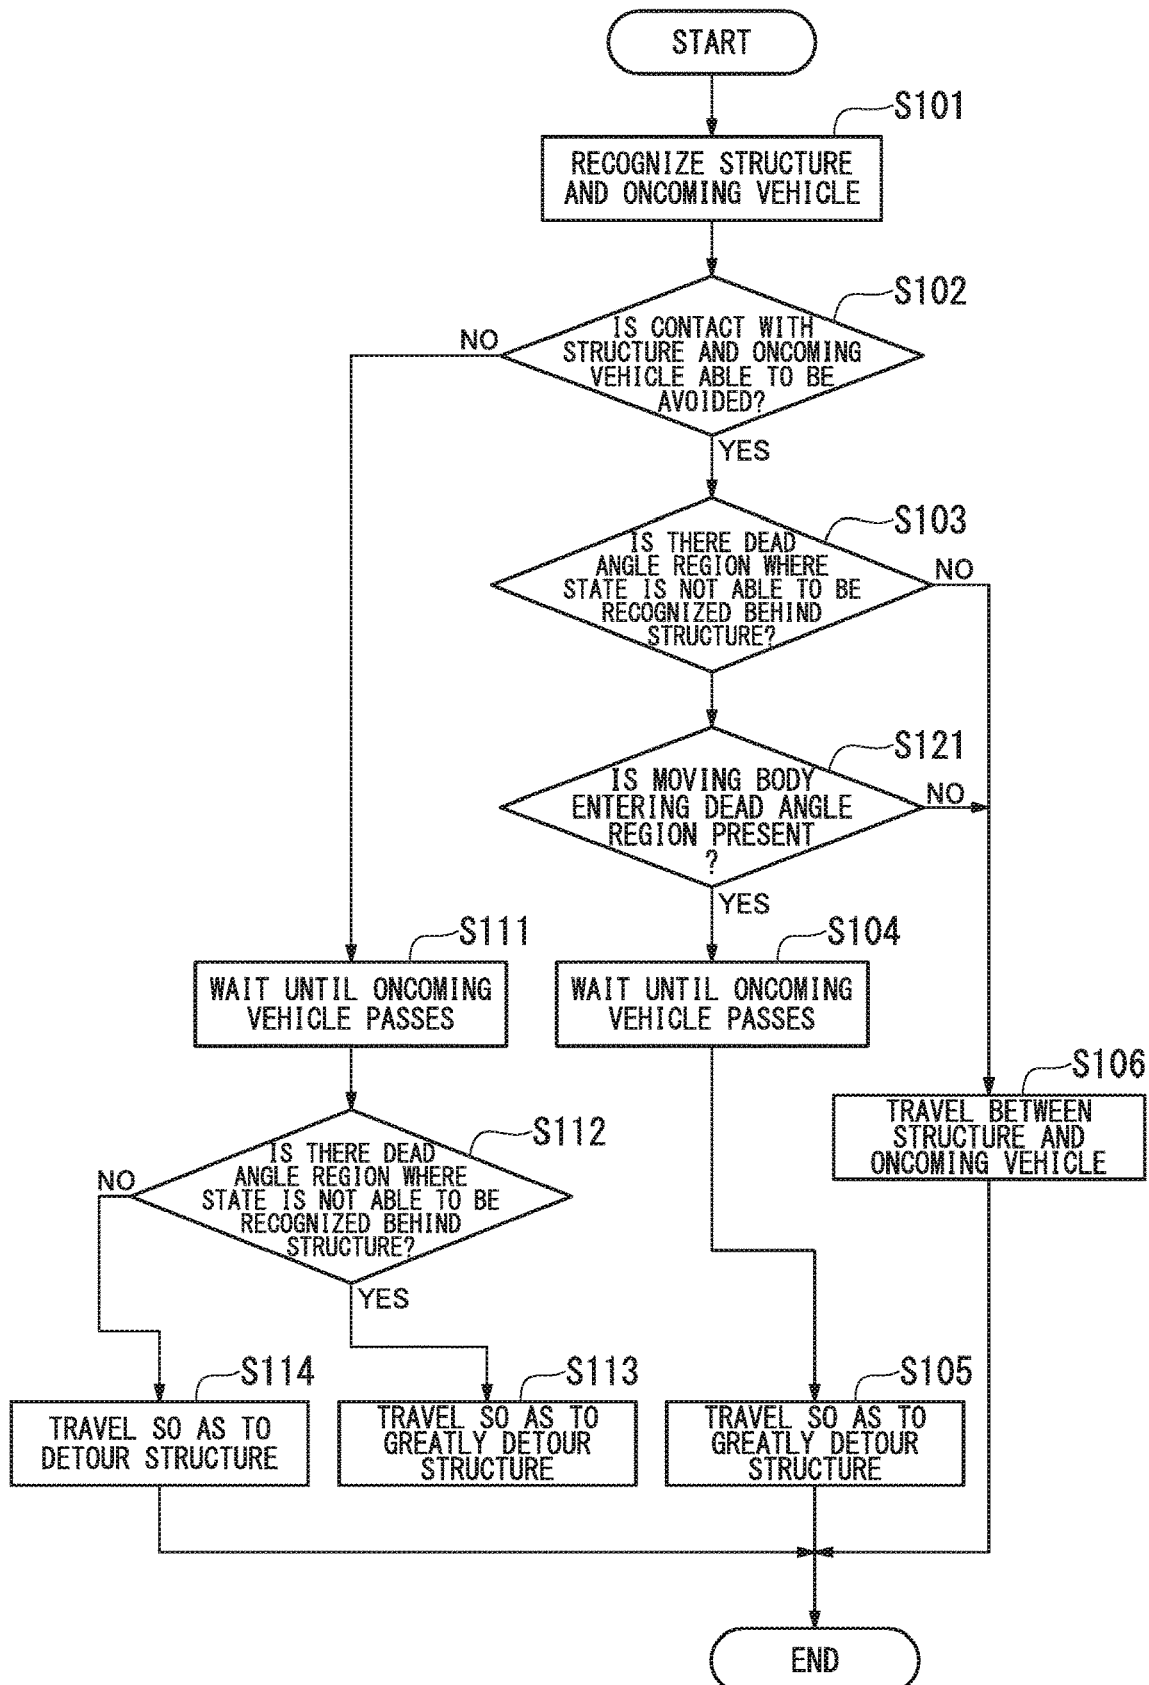 START
S101
RECOGNIZE STRUCTURE
AND ONCOMING VEHICLE
S102
IS CONTACT WITH
STRUCTURE AND ONCOMING
VEHICLE ABLE TO BE
AVOIDED?
NO
YES
S103
IS THERE DEAD
ANGLE REGION WHERE
STATE IS NOT ABLE TO BE
RECOGNIZED BEHIND
STRUCTURE?
NO
S121
IS MOVING BODY
ENTERING DEAD ANGLE
REGION PRESENT
?
NO
YES
S111
WAIT UNTIL ONCOMING
VEHICLE PASSES
S104
WAIT UNTIL ONCOMING
VEHICLE PASSES
S106
TRAVEL BETWEEN
STRUCTURE AND
ONCOMING VEHICLE
S112
IS THERE DEAD
ANGLE REGION WHERE
STATE IS NOT ABLE TO BE
RECOGNIZED BEHIND
STRUCTURE?
NO
YES
S114
TRAVEL SO AS TO
DETOUR STRUCTURE
S113
TRAVEL SO AS TO
GREATLY DETOUR
STRUCTURE
S105
TRAVEL SO AS TO
GREATLY DETOUR
STRUCTURE
END